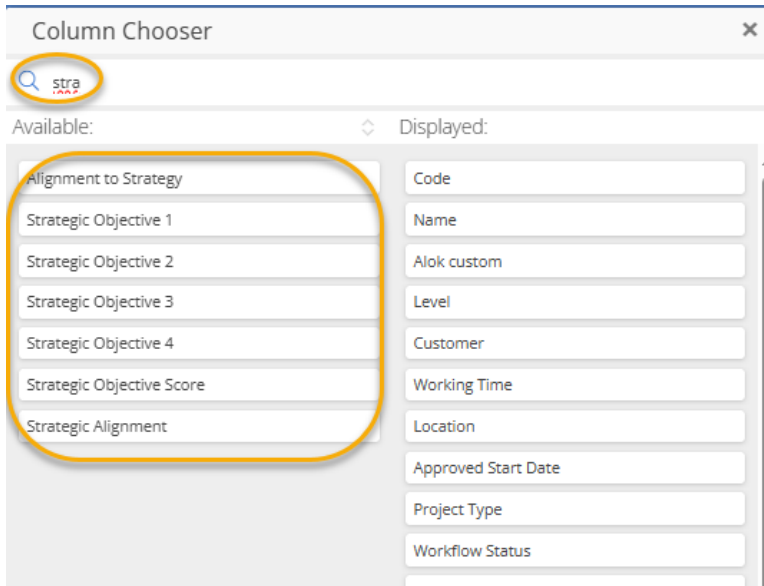 Column Chooser
stra
Available:
Displayed:
Alignment to Strategy
Strategic Objective 1
Strategic Objective 2
Strategic Objective 3
Strategic Objective 4
Strategic Objective Score
Strategic Alignment
Code
Name
Alok custom
Level
Customer
Working Time
Location
Approved Start Date
Project Type
Workflow Status